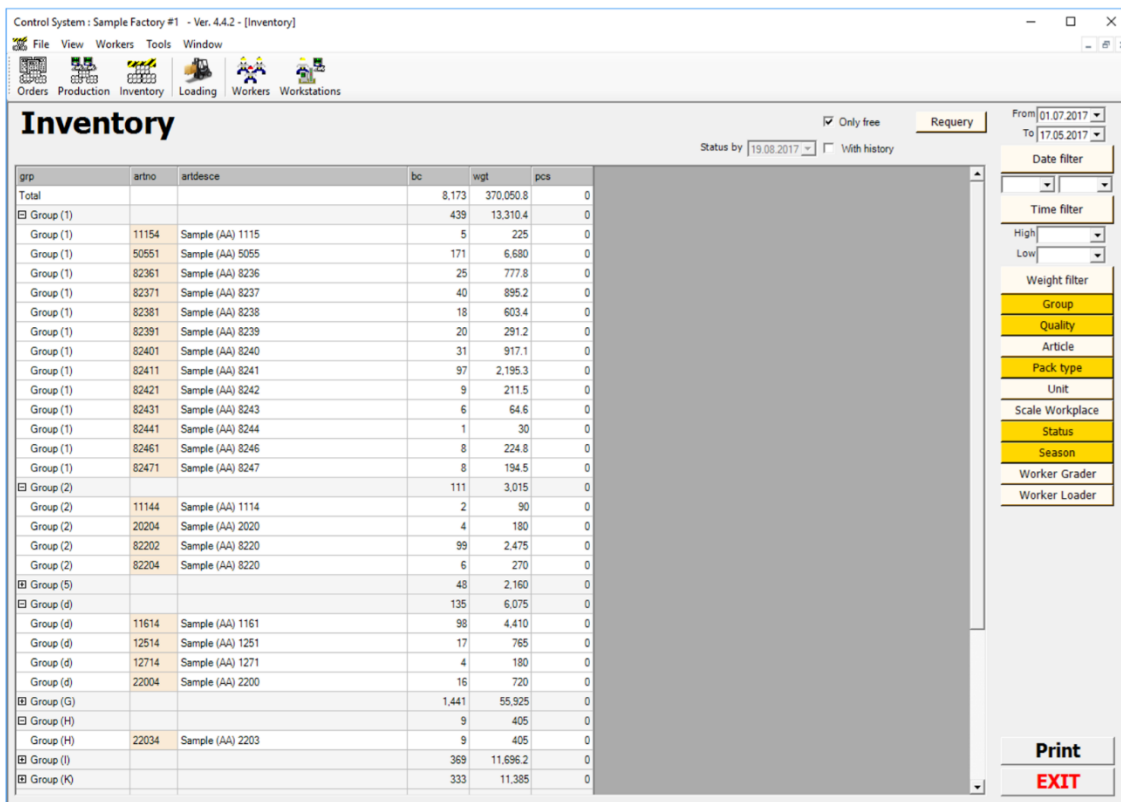 Control System : Sample Factory #1 - Ver. 4.4.2 - [Inventory]
File View Workers Tools Window
Orders Production Inventory Loading Workers Workstations
Inventory
Only free
Requery
Status by 19.08.2017 With history
From 01.07.2017
To 17.05.2017
Date filter
Time filter
High
Low
Weight filter
Group
Quality
Article
Pack type
Unit
Scale Workplace
Status
Season
Worker Grader
Worker Loader
grp artno artdesce bc wgt pcs
Total 8,173 370,050.8 0
Group (1) 439 13,310.4 0
Group (1) 11154 Sample (AA) 1115 5 225 0
Group (1) 50551 Sample (AA) 5055 171 6,680 0
Group (1) 82361 Sample (AA) 8236 25 777.8 0
Group (1) 82371 Sample (AA) 8237 40 895.2 0
Group (1) 82381 Sample (AA) 8238 18 603.4 0
Group (1) 82391 Sample (AA) 8239 20 291.2 0
Group (1) 82401 Sample (AA) 8240 31 917.1 0
Group (1) 82411 Sample (AA) 8241 97 2,195.3 0
Group (1) 82421 Sample (AA) 8242 9 211.5 0
Group (1) 82431 Sample (AA) 8243 6 64.6 0
Group (1) 82441 Sample (AA) 8244 1 30 0
Group (1) 82461 Sample (AA) 8246 8 224.8 0
Group (1) 82471 Sample (AA) 8247 8 194.5 0
Group (2) 111 3,015 0
Group (2) 11144 Sample (AA) 1114 2 90 0
Group (2) 20204 Sample (AA) 2020 4 180 0
Group (2) 82202 Sample (AA) 8220 99 2,475 0
Group (2) 82204 Sample (AA) 8220 6 270 0
Group (5) 48 2,160 0
Group (d) 135 6,075 0
Group (d) 11614 Sample (AA) 1161 98 4,410 0
Group (d) 12514 Sample (AA) 1251 17 765 0
Group (d) 12714 Sample (AA) 1271 4 180 0
Group (d) 22004 Sample (AA) 2200 16 720 0
Group (G) 1,441 55,925 0
Group (H) 9 405 0
Group (H) 22034 Sample (AA) 2203 9 405 0
Group (I) 369 11,696.2 0
Group (K) 333 11,385 0
Print
EXIT